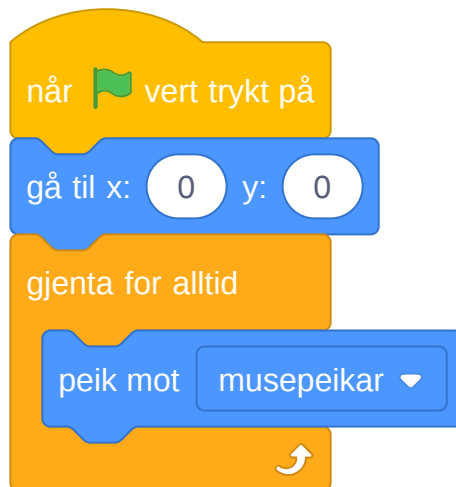 når vert trykt på
gå til x: 0 y: 0
gjenta for alltid
peik mot musepeikar